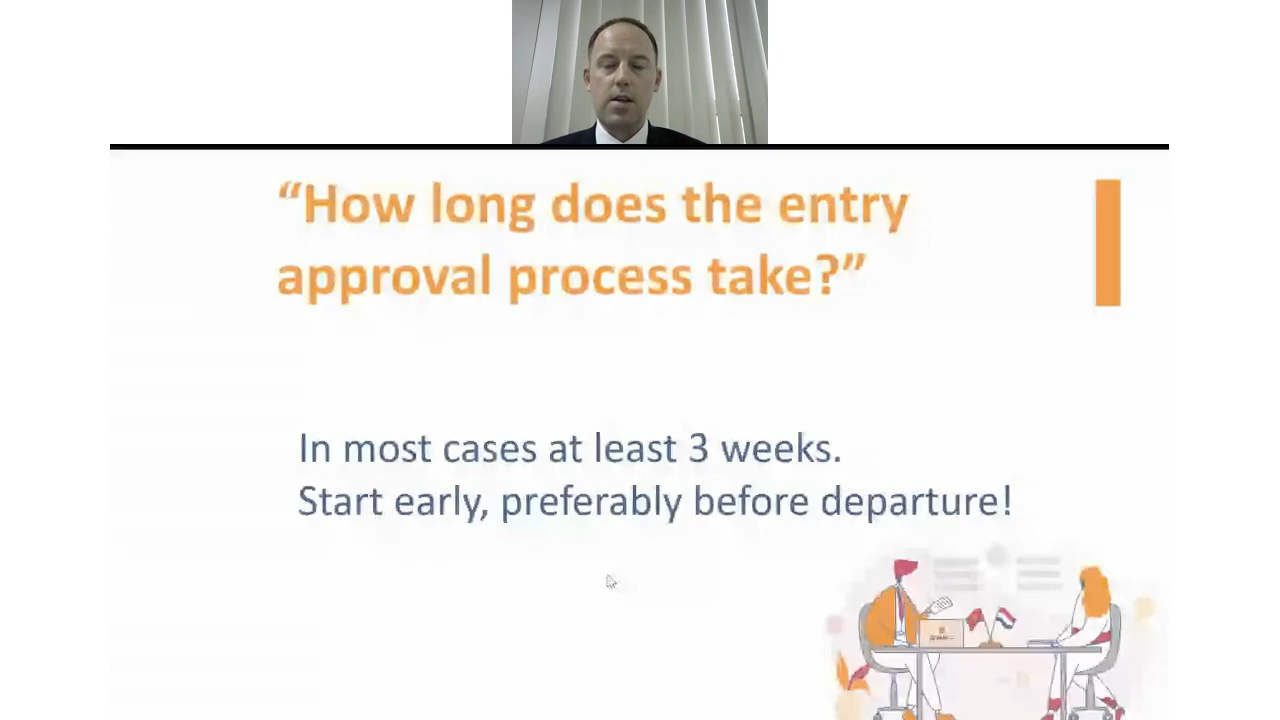 “How long does the entry
approval process take?”
In most cases at least 3 weeks.
Start early, preferably before departure!